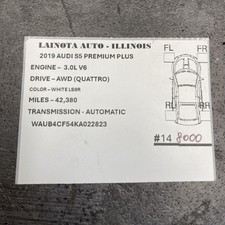 LAINOTA AUTO - ILLINOIS
2019 AUDI S5 PREMIUM PLUS
ENGINE – 3.0L V6
DRIVE – AWD (QUATTRO)
COLOR – WHITE LS9R
MILES – 42,380
TRANSMISSION - AUTOMATIC
WAUB4CF54KA022823
FL FR
RL RR
#14 8000